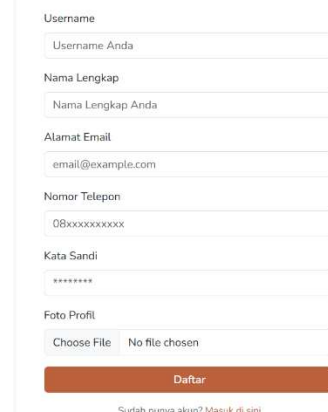 Username
Username Anda
Nama Lengkap
Nama Lengkap Anda
Alamat Email
email@example.com
Nomor Telepon
08xxxxxxxxxx
Kata Sandi
********
Foto Profil
Choose File No file chosen
Daftar
Sudah punya akun? Masuk di sini